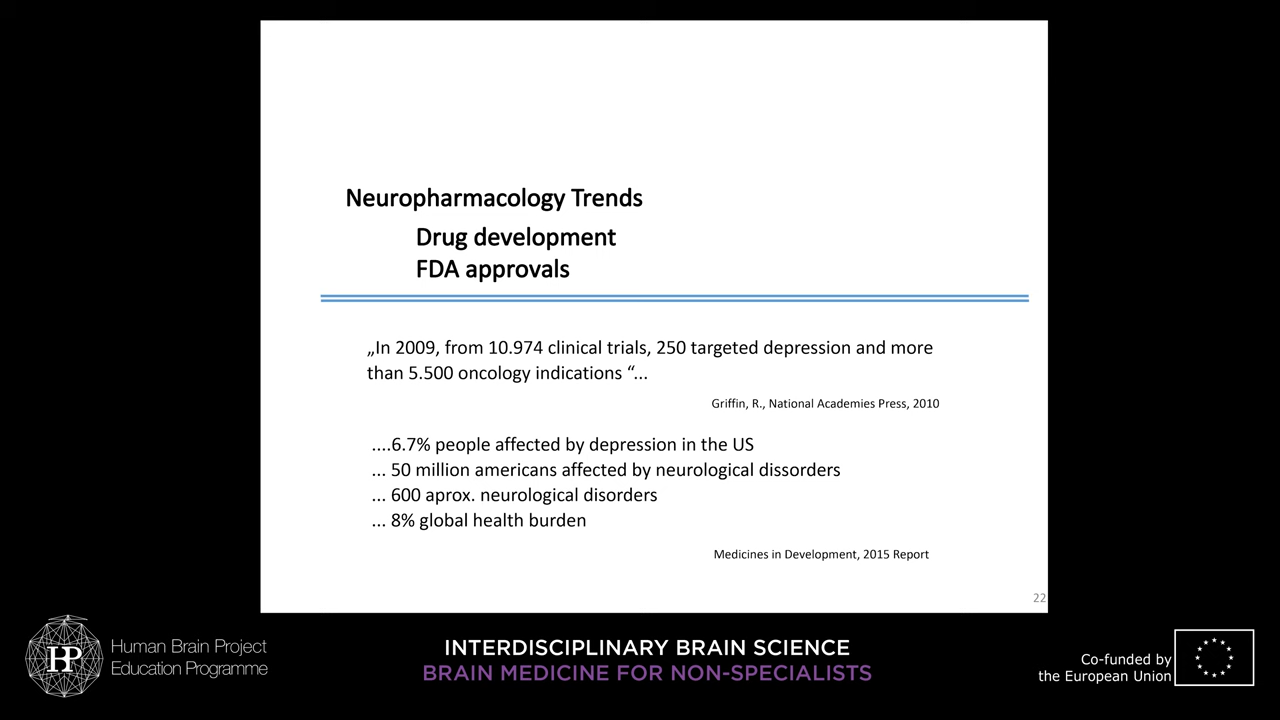 Neuropharmacology Trends
Drug development
FDA approvals
„In 2009, from 10.974 clinical trials, 250 targeted depression and more
than 5.500 oncology indications “...
Griffin, R., National Academies Press, 2010
....6.7% people affected by depression in the US
... 50 million americans affected by neurological dissorders
... 600 aprox. neurological disorders
... 8% global health burden
Medicines in Development, 2015 Report
22
HBP
Human Brain Project
Education Programme
INTERDISCIPLINARY BRAIN SCIENCE
BRAIN MEDICINE FOR NON-SPECIALISTS
Co-funded by
the European Union